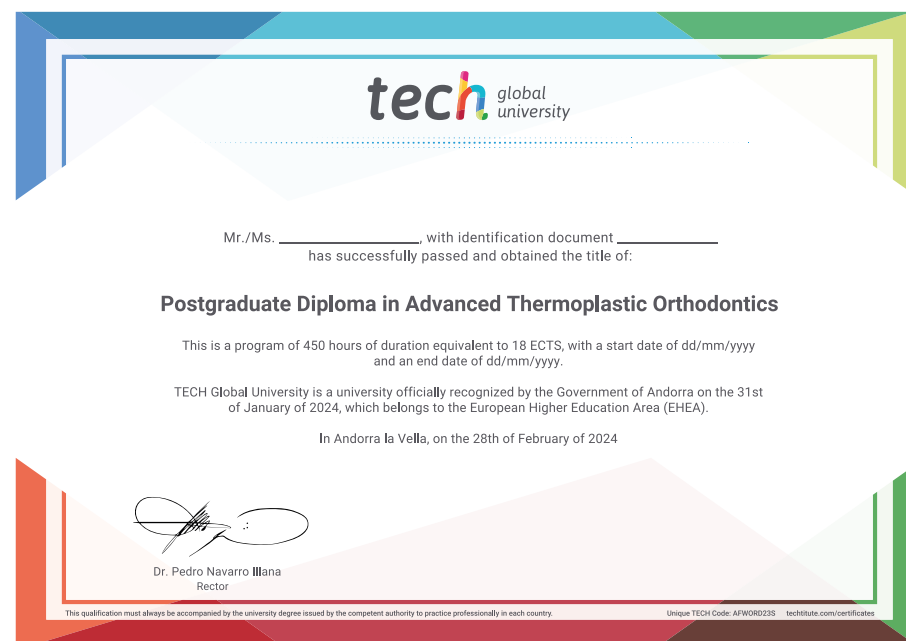 tech global university
Mr./Ms. ____________, with identification document ____________
has successfully passed and obtained the title of:
Postgraduate Diploma in Advanced Thermoplastic Orthodontics
This is a program of 450 hours of duration equivalent to 18 ECTS, with a start date of dd/mm/yyyy
and an end date of dd/mm/yyyy.
TECH Global University is a university officially recognized by the Government of Andorra on the 31st
of January of 2024, which belongs to the European Higher Education Area (EHEA).
In Andorra la Vella, on the 28th of February of 2024
Dr. Pedro Navarro Illana
Rector
This qualification must always be accompanied by the university degree issued by the competent authority to practice professionally in each country.
Unique TECH Code: AFWORD23S techtitute.com/certificates